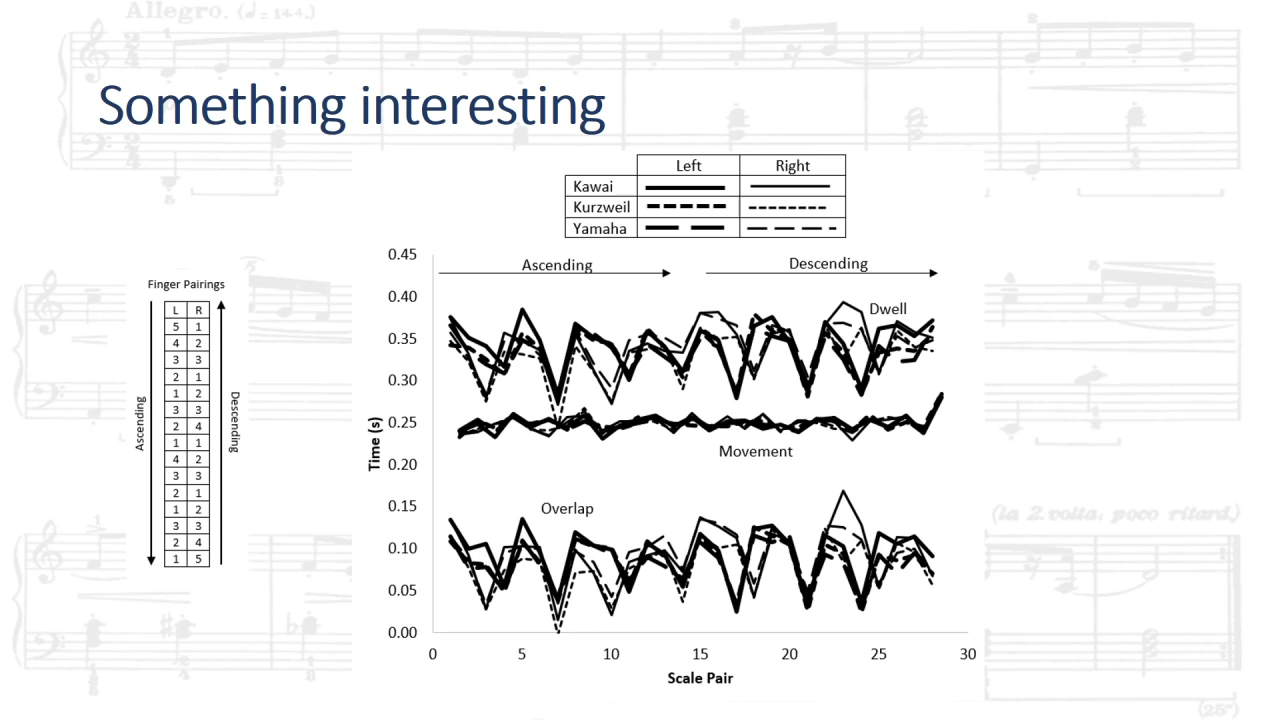 Allegro. (♩= 144.)
Something interesting
Left Right
Kawai
Kurzweil
Yamaha
Finger Pairings
L R
5 1
4 2
3 3
2 1
1 2
3 3
2 4
1 1
4 2
3 3
2 1
1 2
3 3
2 4
1 5
Ascending
Descending
Ascending
Descending
Dwell
Movement
Overlap
Time (s)
0.45
0.40
0.35
0.30
0.25
0.20
0.15
0.10
0.05
0.00
0 5 10 15 20 25 30
Scale Pair
(la 2 volta: poco ritard.)
(25")